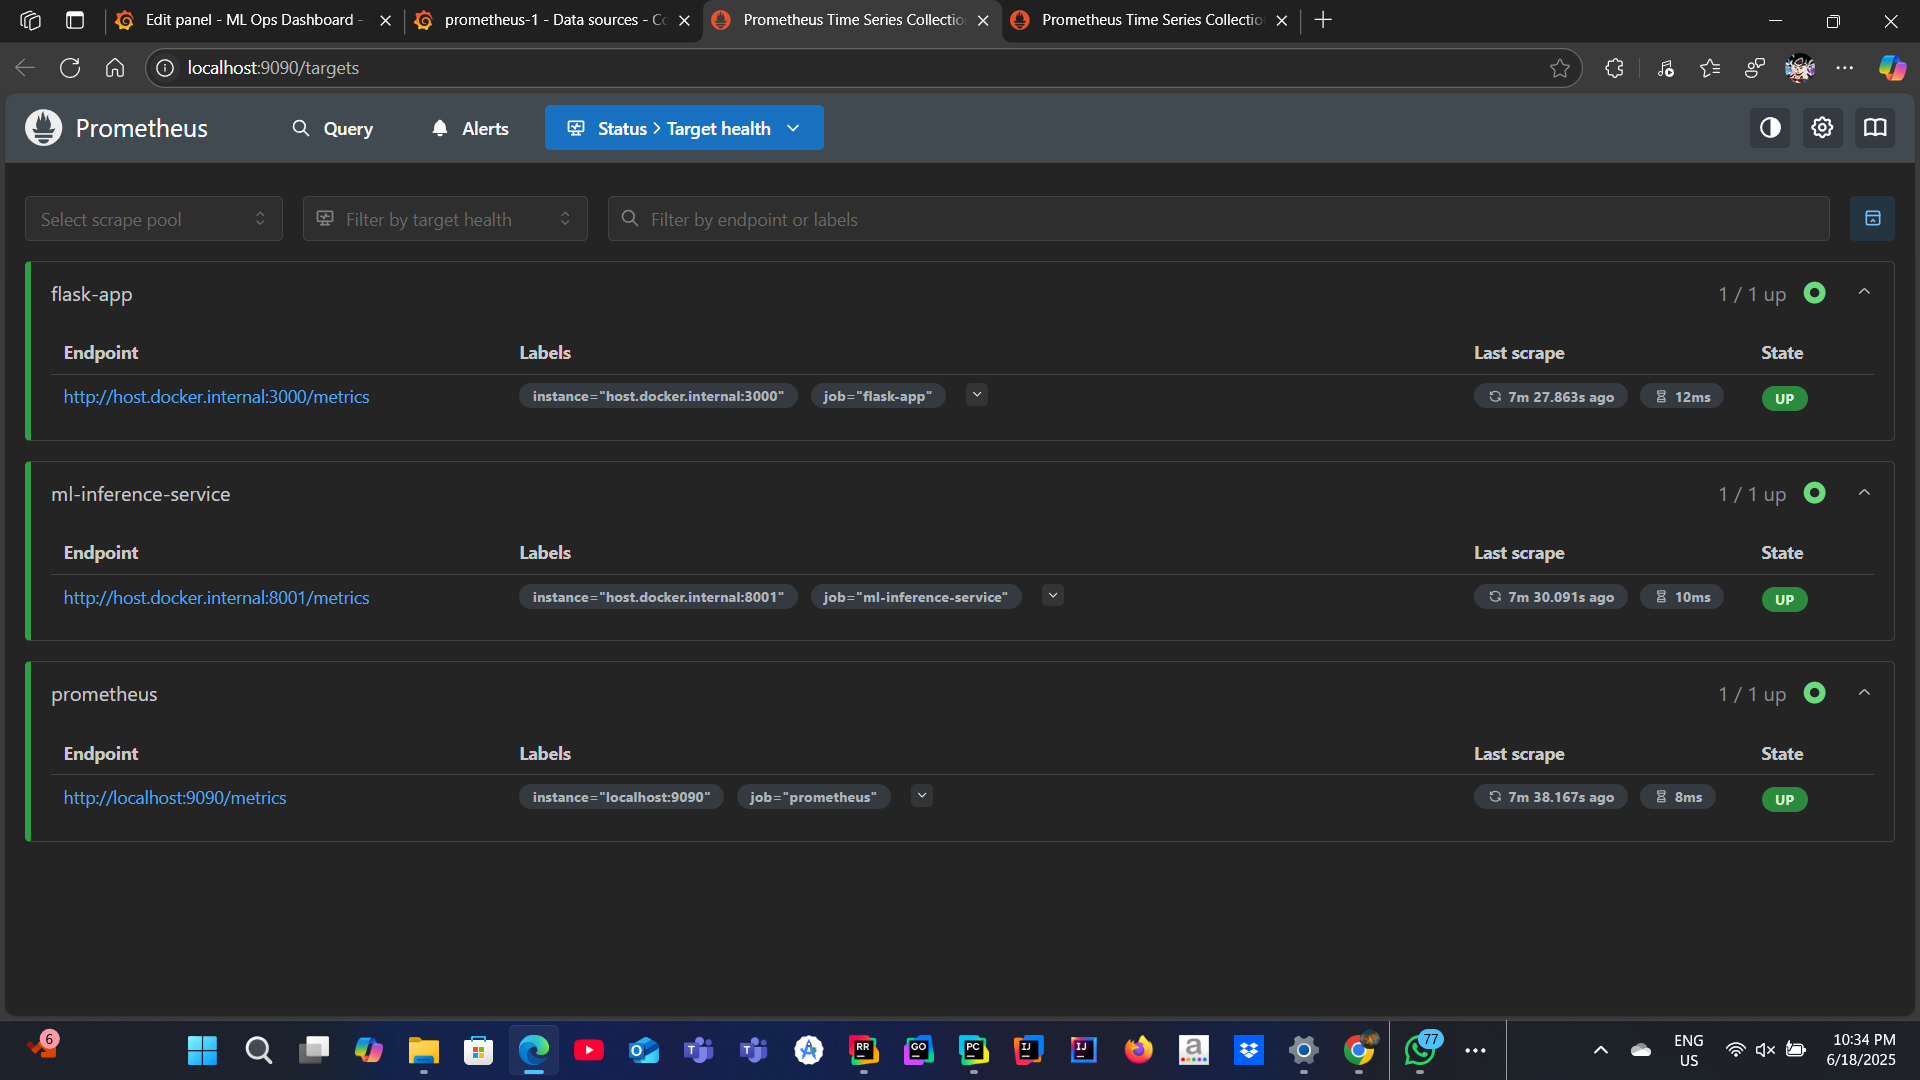 Edit panel - ML Ops Dashboard -
prometheus-1 - Data sources - Co
Prometheus Time Series Collectio
Prometheus Time Series Collectio
localhost:9090/targets
Prometheus
Query
Alerts
Status > Target health
Select scrape pool
Filter by target health
Filter by endpoint or labels
flask-app
1 / 1 up
Endpoint Labels Last scrape State
http://host.docker.internal:3000/metrics instance="host.docker.internal:3000" job="flask-app" 7m 27.863s ago 12ms UP
ml-inference-service
1 / 1 up
Endpoint Labels Last scrape State
http://host.docker.internal:8001/metrics instance="host.docker.internal:8001" job="ml-inference-service" 7m 30.091s ago 10ms UP
prometheus
1 / 1 up
Endpoint Labels Last scrape State
http://localhost:9090/metrics instance="localhost:9090" job="prometheus" 7m 38.167s ago 8ms UP
6
RR
GO
PC
IJ
IJ
a
77
ENG
US
10:34 PM
6/18/2025